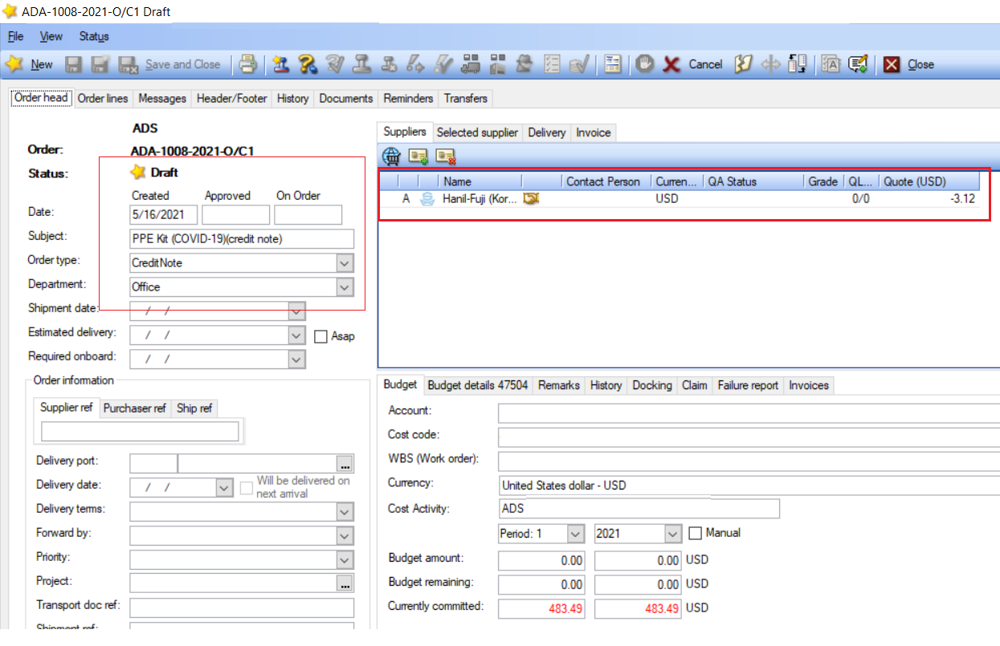 ADA-1008-2021-O/C1 Draft
File View Status
New Save and Close Cancel Close
Order head Order lines Messages Header/Footer History Documents Reminders Transfers
ADS
Order: ADA-1008-2021-O/C1
Status: Draft
Created Approved On Order
Date: 5/16/2021
Subject: PPE Kit (COVID-19)(credit note)
Order type: CreditNote
Department: Office
Shipment date: / /
Estimated delivery: / / Asap
Required onboard: / /
Order information
Supplier ref Purchaser ref Ship ref
Delivery port: ...
Delivery date: / / Will be delivered on
next arrival
Delivery terms:
Forward by:
Priority:
Project: ...
Transport doc ref:
Shipment ref:
Suppliers Selected supplier Delivery Invoice
Name Contact Person Curren... QA Status Grade QL... Quote (USD)
A Hanil-Fuji (Kor... USD 0/0 -3.12
Budget Budget details 47504 Remarks History Docking Claim Failure report Invoices
Account:
Cost code:
WBS (Work order):
Currency: United States dollar - USD
Cost Activity: ADS
Period: 1 2021 Manual
Budget amount: 0.00 0.00 USD
Budget remaining: 0.00 0.00 USD
Currently committed: 483.49 483.49 USD